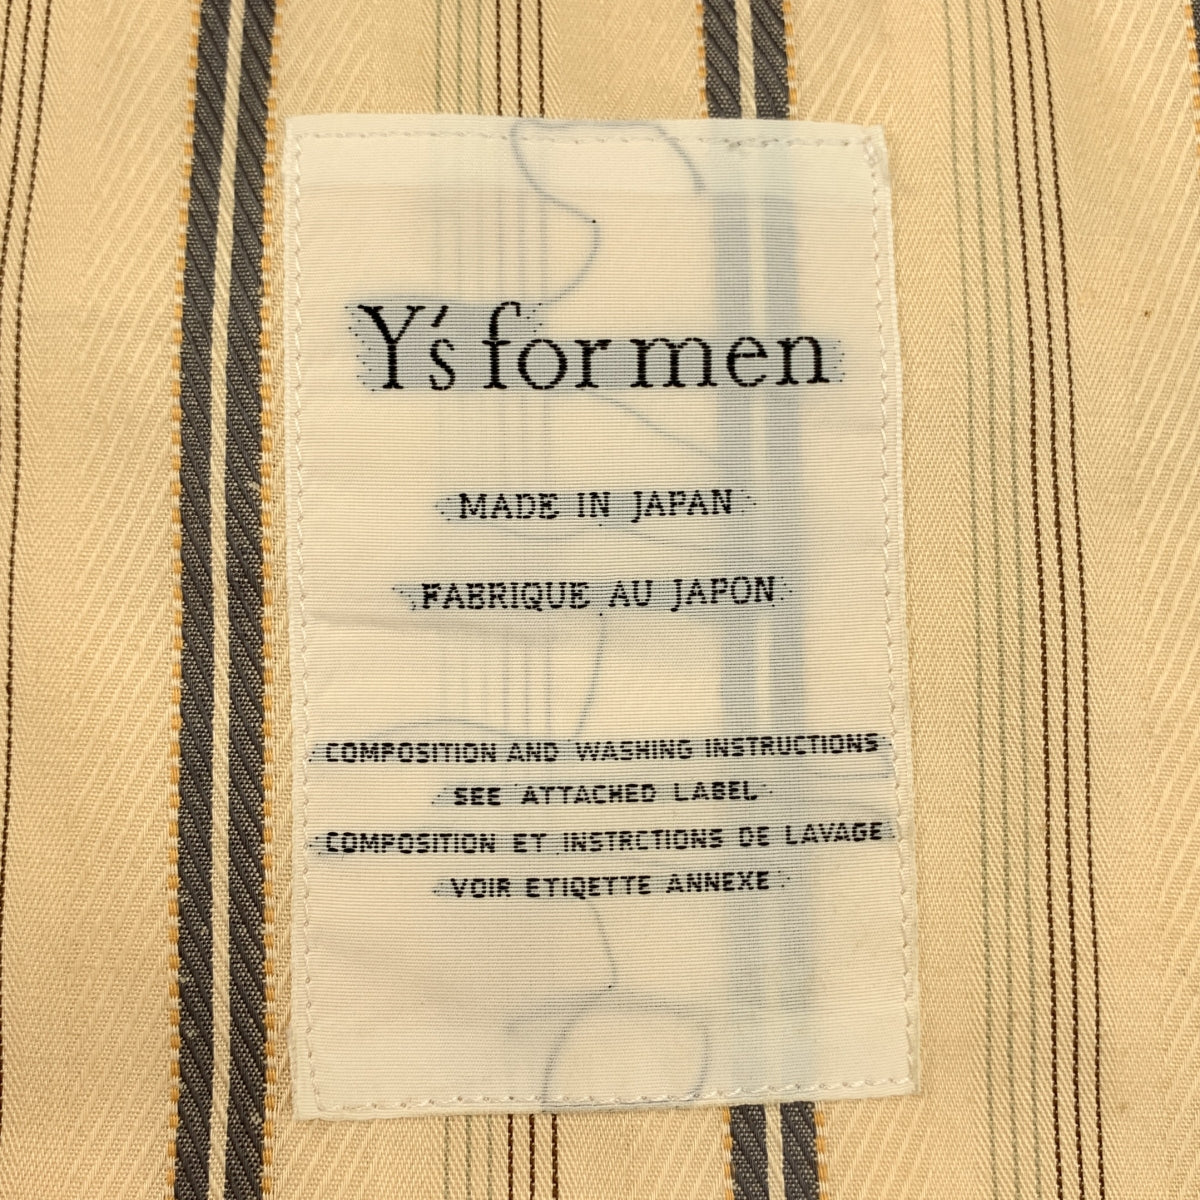 Y's for men
MADE IN JAPAN
FABRIQUE AU JAPON
COMPOSITION AND WASHING INSTRUCTIONS
SEE ATTACHED LABEL
COMPOSITION ET INSTRCTIONS DE LAVAGE
VOIR ETIQETTE ANNEXE